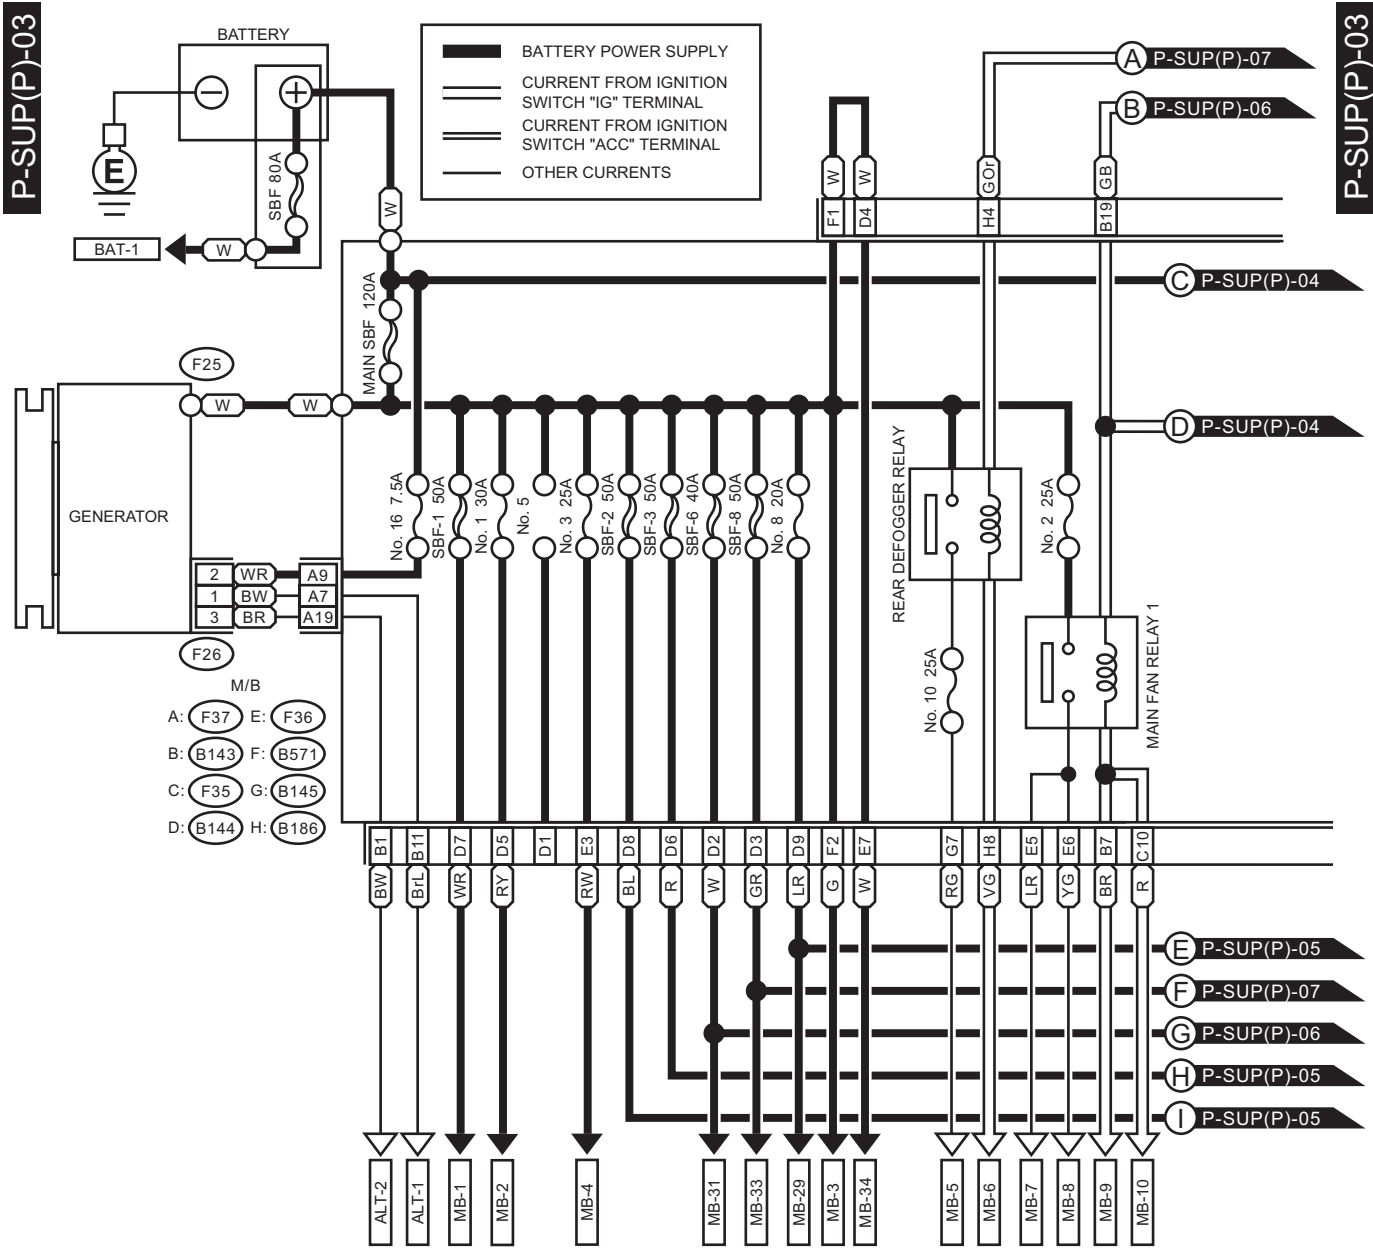 P-SUP(P)-03
P-SUP(P)-03
BATTERY
BATTERY POWER SUPPLY
CURRENT FROM IGNITION
SWITCH "IG" TERMINAL
CURRENT FROM IGNITION
SWITCH "ACC" TERMINAL
OTHER CURRENTS
A P-SUP(P)-07
B P-SUP(P)-06
E
SBF 80A
BAT-1
W
W
W
W
GOr
GB
F1
D4
H4
B19
C P-SUP(P)-04
MAIN SBF 120A
F25
W
W
D P-SUP(P)-04
GENERATOR
No. 16 7.5A
SBF-1 50A
No. 1 30A
No. 5
No. 3 25A
SBF-2 50A
SBF-3 50A
SBF-6 40A
SBF-8 50A
No. 8 20A
REAR DEFOGGER RELAY
No. 2 25A
2 WR A9
1 BW A7
3 BR A19
F26
No. 10 25A
MAIN FAN RELAY 1
M/B
A: F37 E: F36
B: B143 F: B571
C: F35 G: B145
D: B144 H: B186
B1
B11
D7
D5
D1
E3
D8
D6
D2
D3
D9
F2
E7
G7
H8
E5
E6
B7
C10
BW
BrL
WR
RY
RW
BL
R
W
GR
LR
G
W
RG
VG
LR
YG
BR
R
E P-SUP(P)-05
F P-SUP(P)-07
G P-SUP(P)-06
H P-SUP(P)-05
I P-SUP(P)-05
ALT-2
ALT-1
MB-1
MB-2
MB-4
MB-31
MB-33
MB-29
MB-3
MB-34
MB-5
MB-6
MB-7
MB-8
MB-9
MB-10